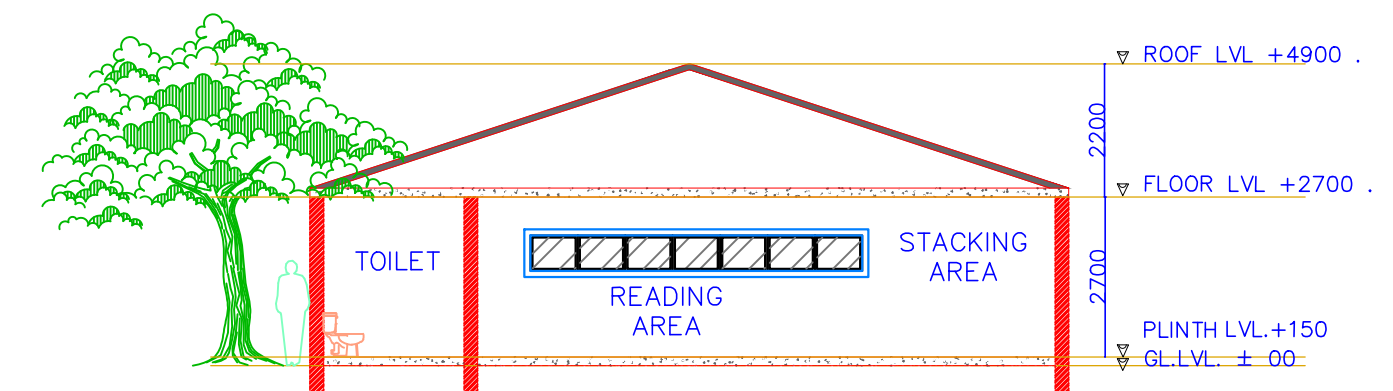 ROOF LVL +4900 .
2200
FLOOR LVL +2700 .
TOILET
STACKING
AREA
READING
AREA
2700
PLINTH LVL.+150
GL.LVL. ± 00